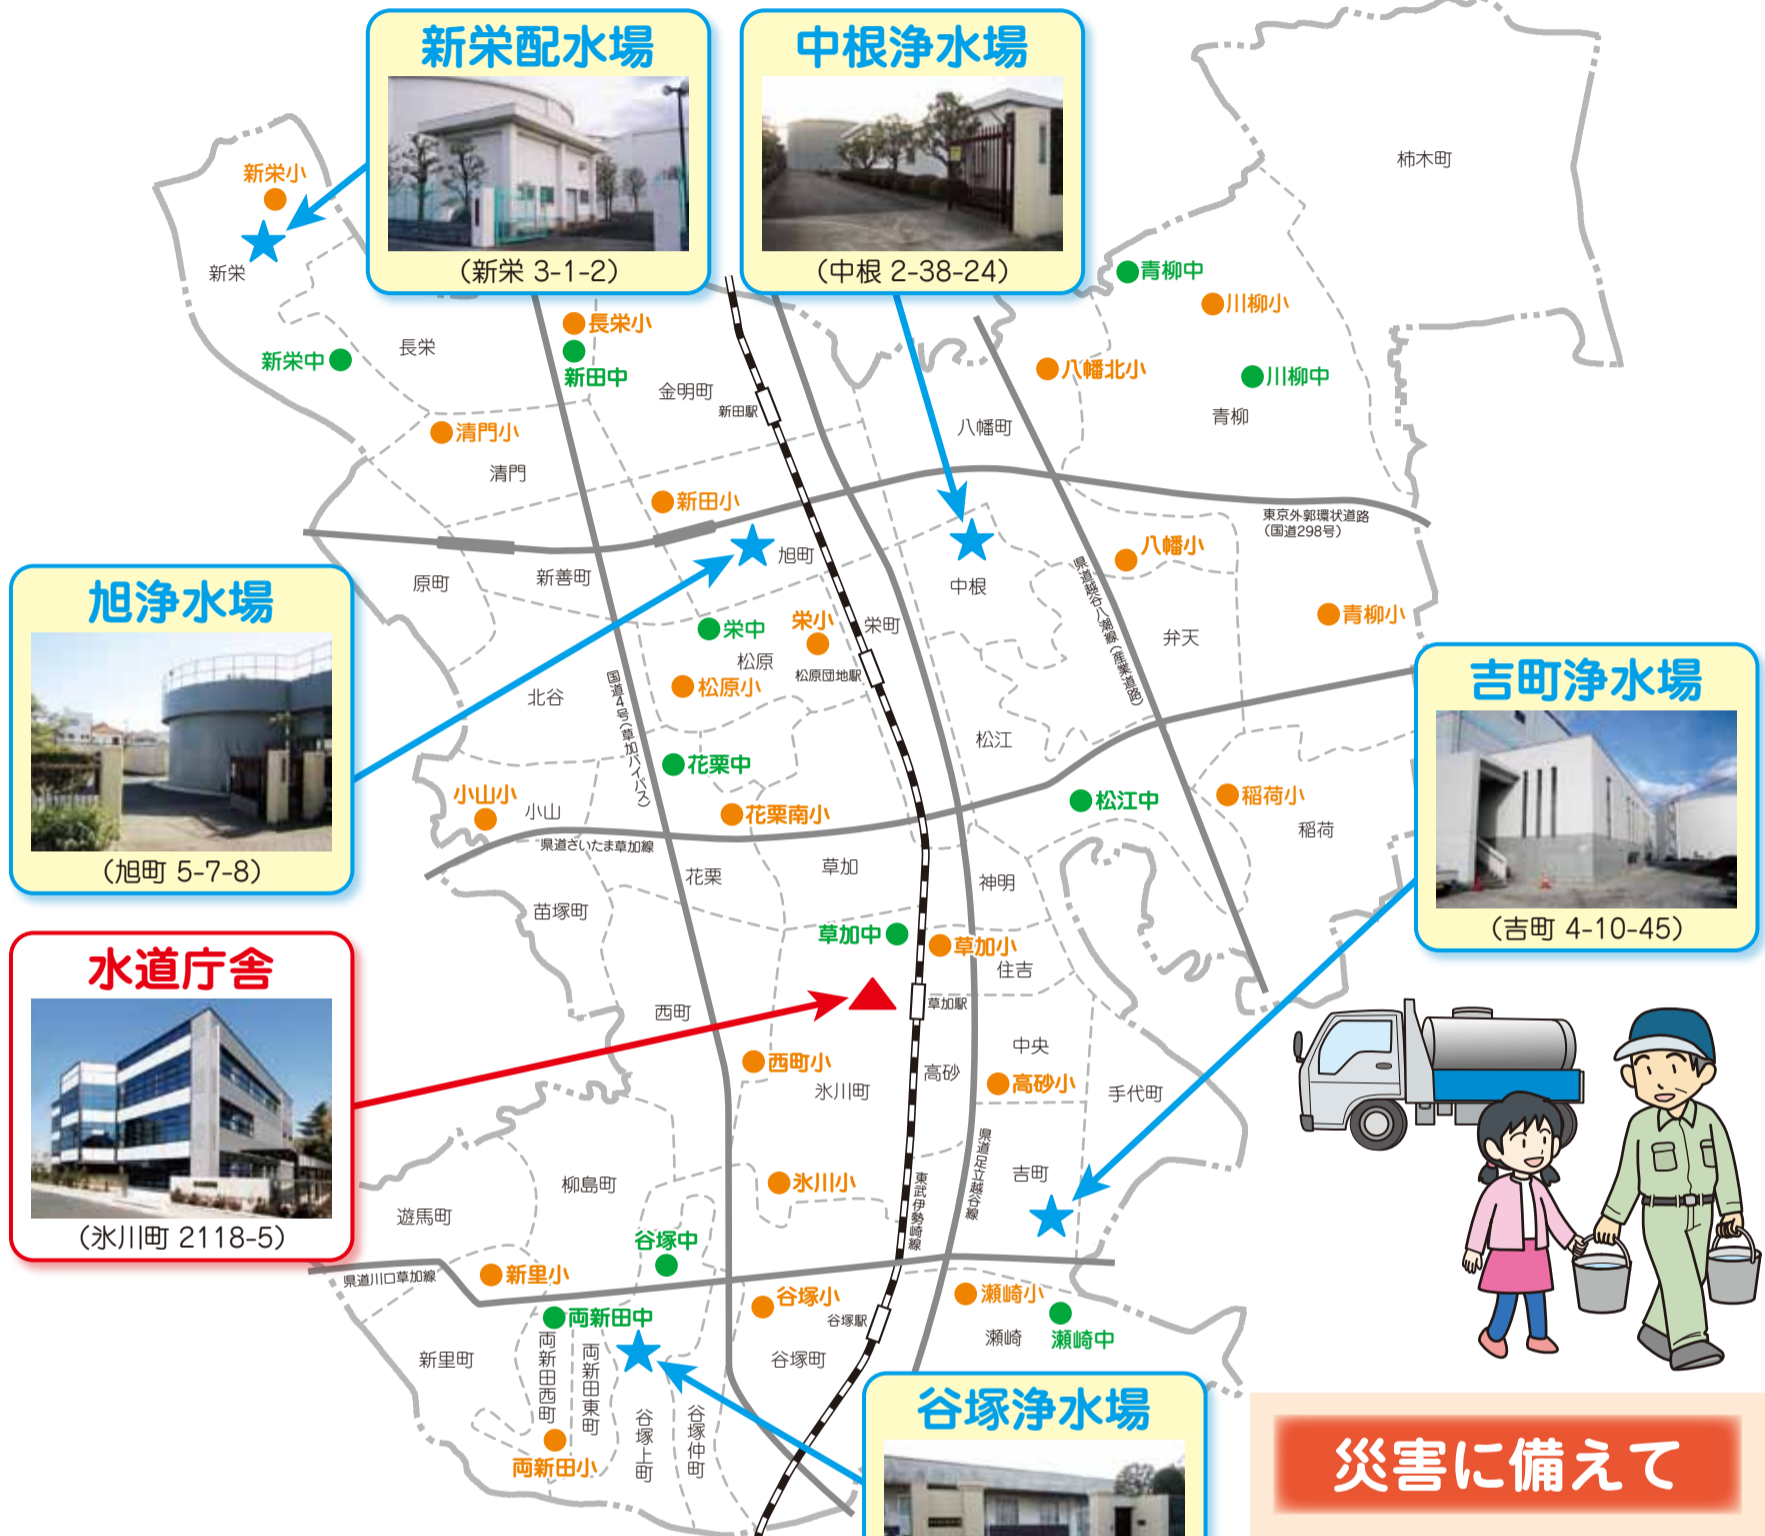 新栄配水場
(新栄 3-1-2)
中根浄水場
(中根 2-38-24)
柿木町
新栄小
新栄
青柳中
川柳小
長栄小
新栄中
長栄
新田中
八幡北小
川柳中
金明町
新田駅
青柳
八幡町
清門小
清門
新田小
東京外郭環状道路
(国道298号)
旭町
八幡小
原町
新善町
中根
県道越谷八潮線(産業道路)
旭浄水場
(旭町 5-7-8)
栄中
栄小
栄町
青柳小
弁天
松原
松原団地駅
松原小
北谷
国道4号(草加バイパス)
吉町浄水場
(吉町 4-10-45)
松江
花栗中
小山小
小山
花栗南小
松江中
稲荷小
稲荷
県道さいたま草加線
草加
花栗
神明
苗塚町
草加中
草加小
住吉
水道庁舎
(氷川町 2118-5)
草加駅
西町
中央
西町小
氷川町
高砂
高砂小
手代町
県道足立越谷線
柳島町
氷川小
東武伊勢崎線
吉町
遊馬町
谷塚中
県道川口草加線
新里小
谷塚小
瀬崎小
両新田中
谷塚駅
瀬崎
瀬崎中
新里町
両新田西町
両新田東町
谷塚町
谷塚上町
谷塚仲町
両新田小
谷塚浄水場
災害に備えて